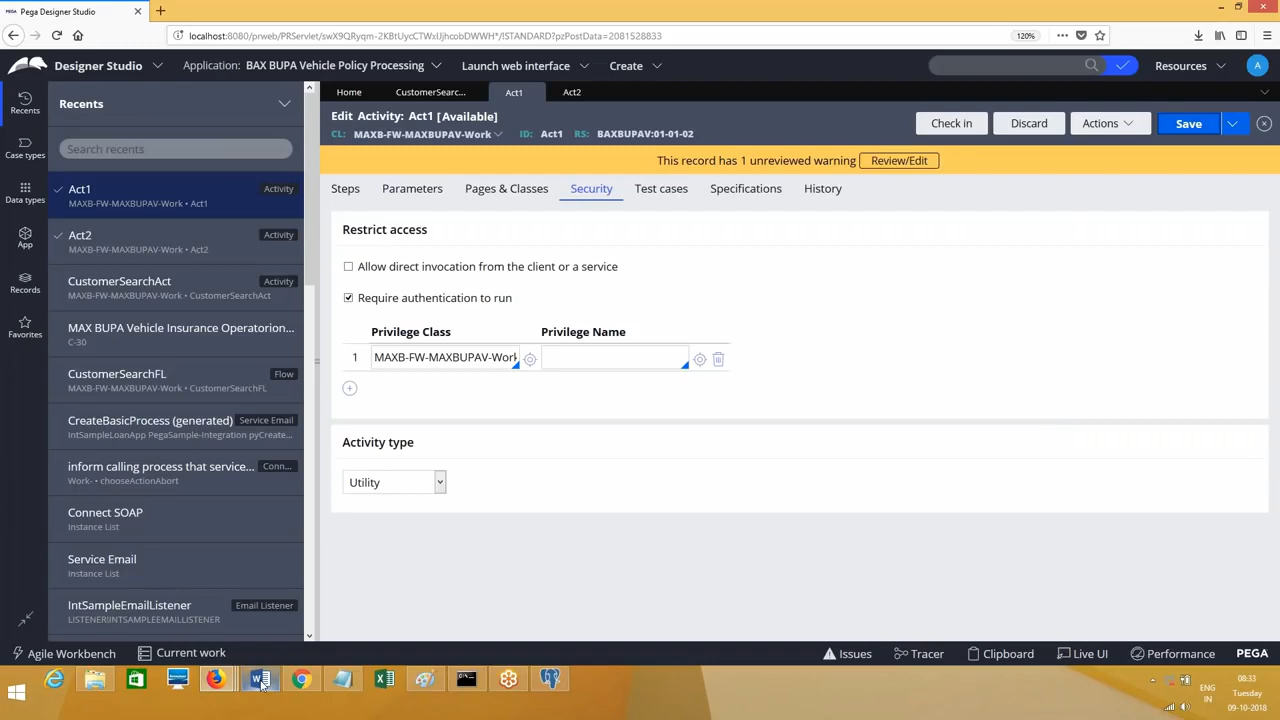 Pega Designer Studio
localhost:8080/prweb/PRServlet/
120%
Designer Studio
Application: BAX BUPA Vehicle Policy Processing
Launch web interface
Create
Resources
A
Recents
Case types
Data types
App
Records
Favorites
Recents
Search recents
Act1 Activity
MAXB-FW-MAXBUPAV-Work • Act1
Act2 Activity
MAXB-FW-MAXBUPAV-Work • Act2
CustomerSearchAct Activity
MAXB-FW-MAXBUPAV-Work • CustomerSearchAct
MAX BUPA Vehicle Insurance Operatorion...
C-30
CustomerSearchFL Flow
MAXB-FW-MAXBUPAV-Work • CustomerSearchFL
CreateBasicProcess (generated) Service Email
IntSampleLoanApp PegaSample-Integration pyCreate...
inform calling process that service... Conn...
Work- • chooseActionAbort
Connect SOAP
Instance List
Service Email
Instance List
IntSampleEmailListener Email Listener
LISTENER!INTSAMPLEEMAILLISTENER
Home
CustomerSearc...
Act1
Act2
Edit Activity: Act1 [Available]
CL: MAXB-FW-MAXBUPAV-Work ID: Act1 RS: BAXBUPAV:01-01-02
Check in
Discard
Actions
Save
This record has 1 unreviewed warning Review/Edit
Steps
Parameters
Pages & Classes
Security
Test cases
Specifications
History
Restrict access
Allow direct invocation from the client or a service
Require authentication to run
Privilege Class Privilege Name
1 MAXB-FW-MAXBUPAV-Work
Activity type
Utility
Agile Workbench
Current work
Issues
Tracer
Clipboard
Live UI
Performance
PEGA
ENG
IN
08:33
Tuesday
09-10-2018